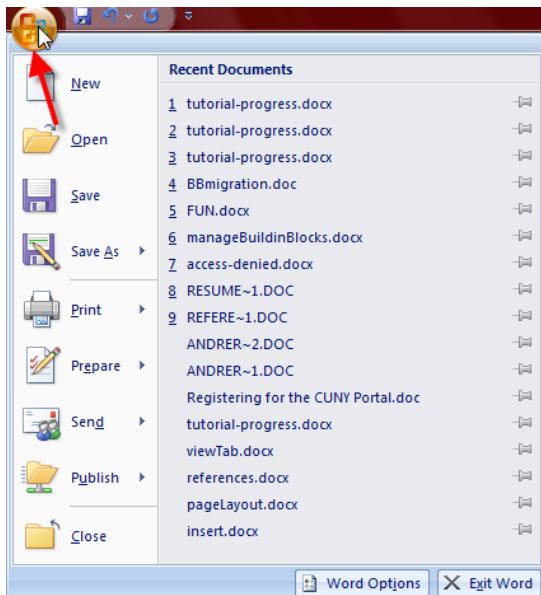 New
Open
Save
Save As
Print
Prepare
Send
Publish
Close
Recent Documents
1 tutorial-progress.docx
2 tutorial-progress.docx
3 tutorial-progress.docx
4 BBmigration.doc
5 FUN.docx
6 manageBuildinBlocks.docx
7 access-denied.docx
8 RESUME~1.DOC
9 REFERE~1.DOC
ANDRER~2.DOC
ANDRER~1.DOC
Registering for the CUNY Portal.doc
tutorial-progress.docx
viewTab.docx
references.docx
pageLayout.docx
insert.docx
Word Options
Exit Word